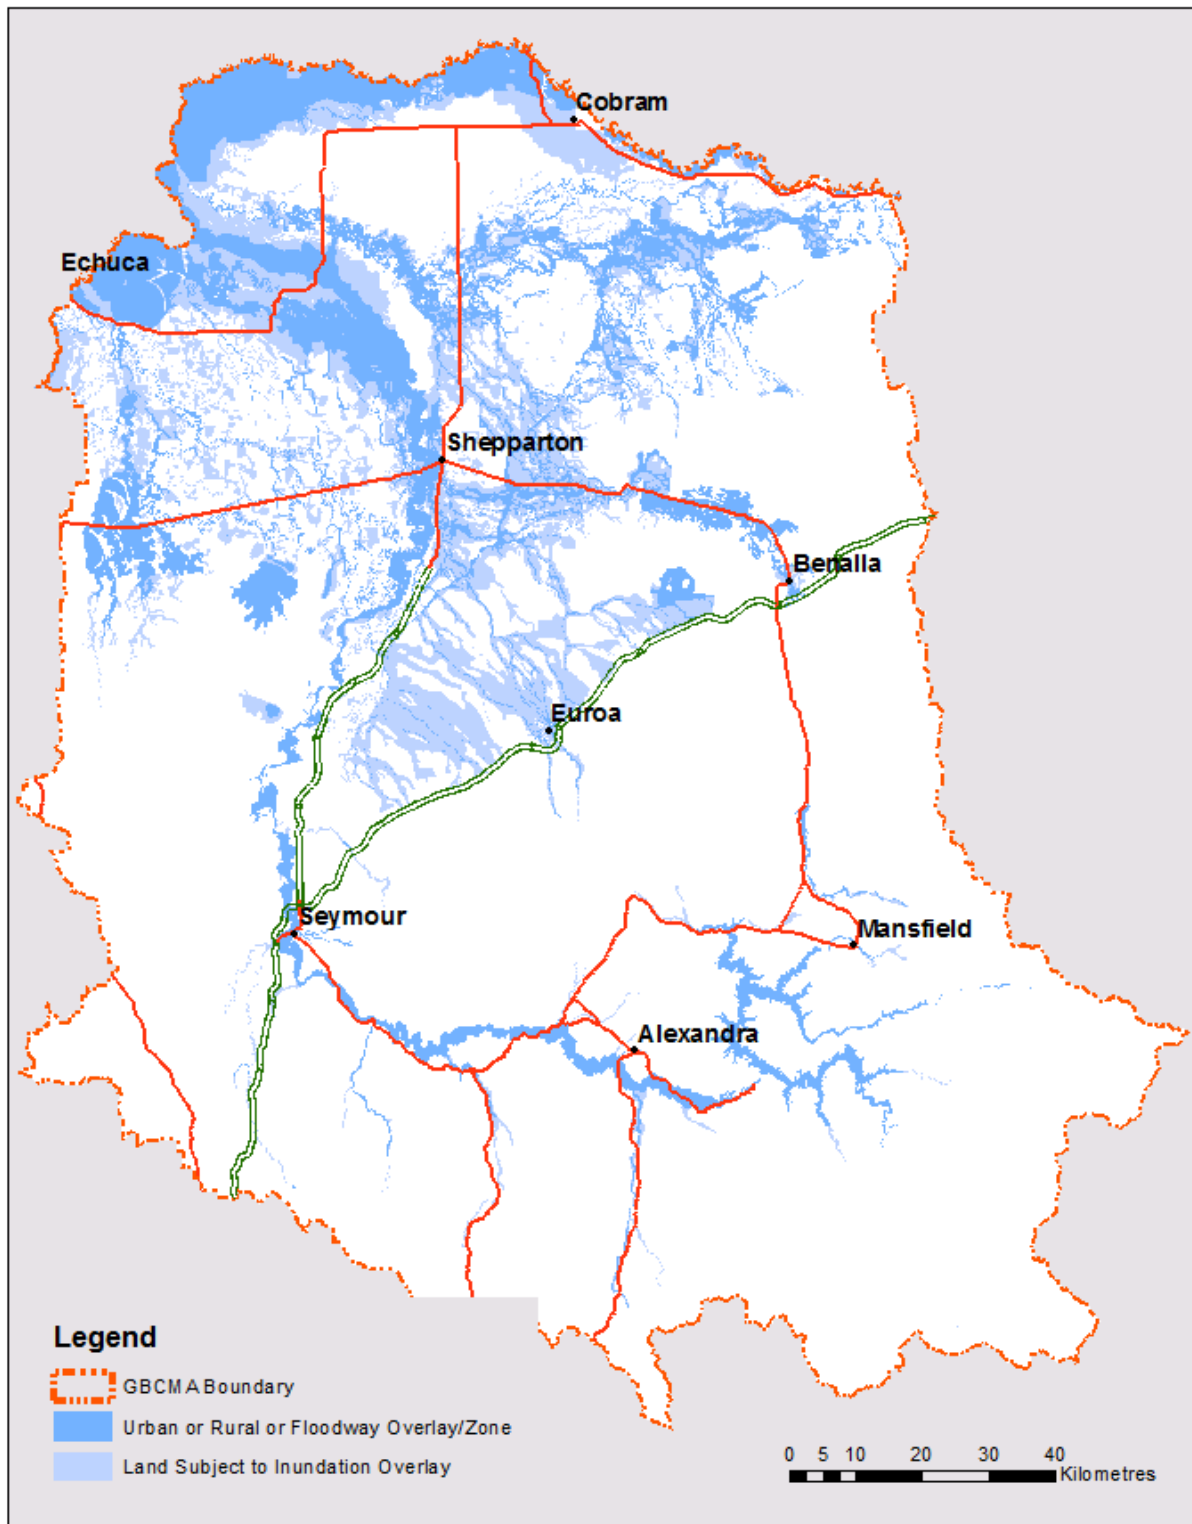 Cobram
Echuca
Shepparton
Benalla
Euroa
Seymour
Mansfield
Alexandra
Legend
GBCMA Boundary
Urban or Rural or Floodway Overlay/Zone
Land Subject to Inundation Overlay
0 5 10 20 30 40
Kilometres